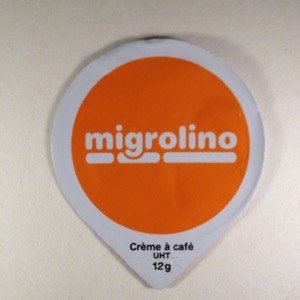 migrolino
Crème à café
UHT
12g